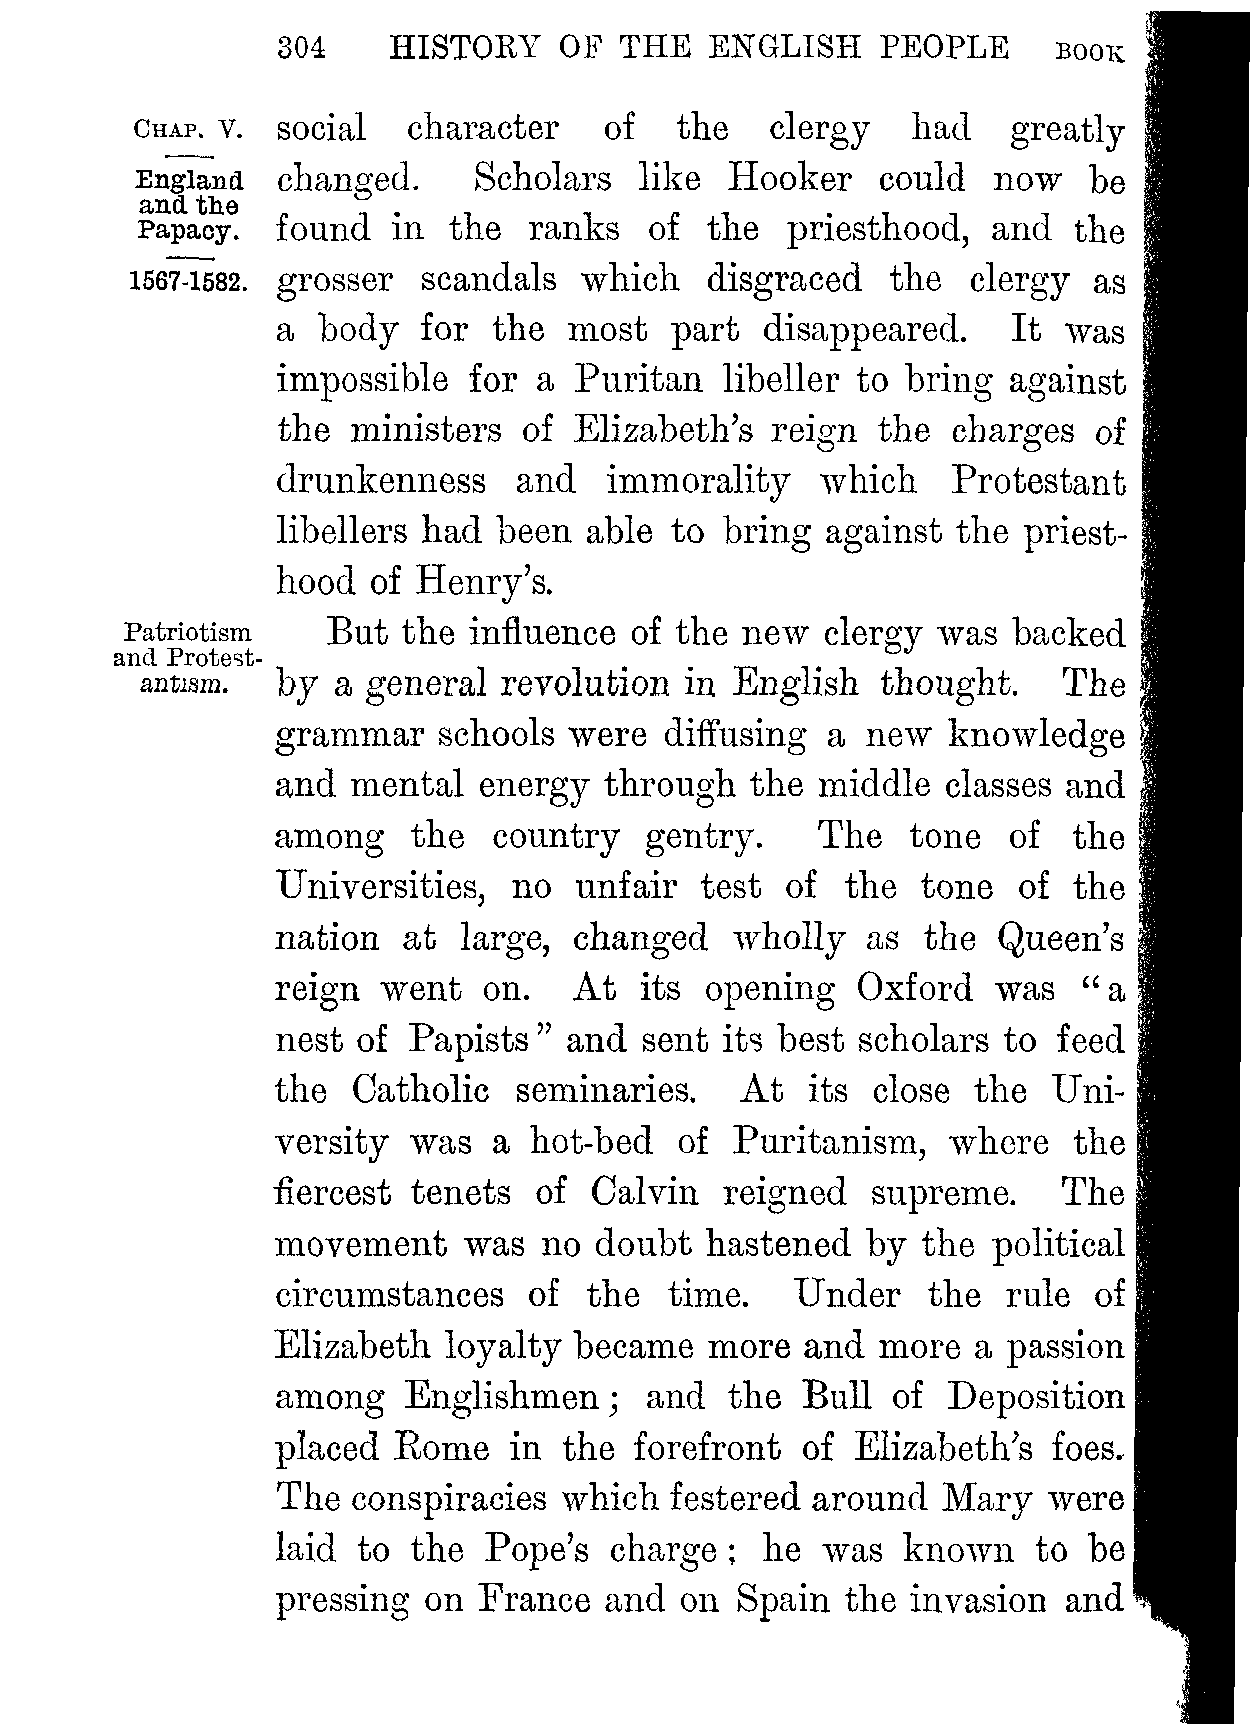 304 HISTORY OF THE ENGLISH PEOPLE BOOK
CHAP. V.
England
and the
Papacy.
1567-1582.
social character of the clergy had greatly
changed. Scholars like Hooker could now be
found in the ranks of the priesthood, and the
grosser scandals which disgraced the clergy as
a body for the most part disappeared. It was
impossible for a Puritan libeller to bring against
the ministers of Elizabeth's reign the charges of
drunkenness and immorality which Protestant
libellers had been able to bring against the priest-
hood of Henry's.
Patriotism
and Protest-
antism.
But the influence of the new clergy was backed
by a general revolution in English thought. The
grammar schools were diffusing a new knowledge
and mental energy through the middle classes and
among the country gentry. The tone of the
Universities, no unfair test of the tone of the
nation at large, changed wholly as the Queen's
reign went on. At its opening Oxford was "a
nest of Papists" and sent its best scholars to feed
the Catholic seminaries. At its close the Uni-
versity was a hot-bed of Puritanism, where the
fiercest tenets of Calvin reigned supreme. The
movement was no doubt hastened by the political
circumstances of the time. Under the rule of
Elizabeth loyalty became more and more a passion
among Englishmen; and the Bull of Deposition
placed Rome in the forefront of Elizabeth's foes.
The conspiracies which festered around Mary were
laid to the Pope's charge; he was known to be
pressing on France and on Spain the invasion and